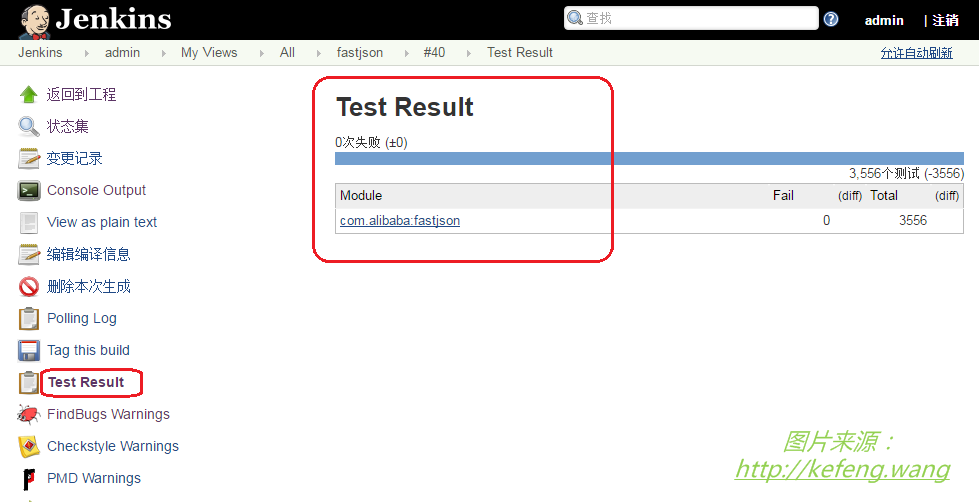 Jenkins
查找
admin | 注销
Jenkins admin My Views All fastjson #40 Test Result
允许自动刷新
返回到工程
状态集
变更记录
Console Output
View as plain text
编辑编译信息
删除本次生成
Polling Log
Tag this build
Test Result
FindBugs Warnings
Checkstyle Warnings
PMD Warnings
Test Result
0次失败 (±0)
3,556个测试 (-3556)
Module Fail (diff) Total (diff)
com.alibaba:fastjson 0 3556
图片来源：
http://kefeng.wang